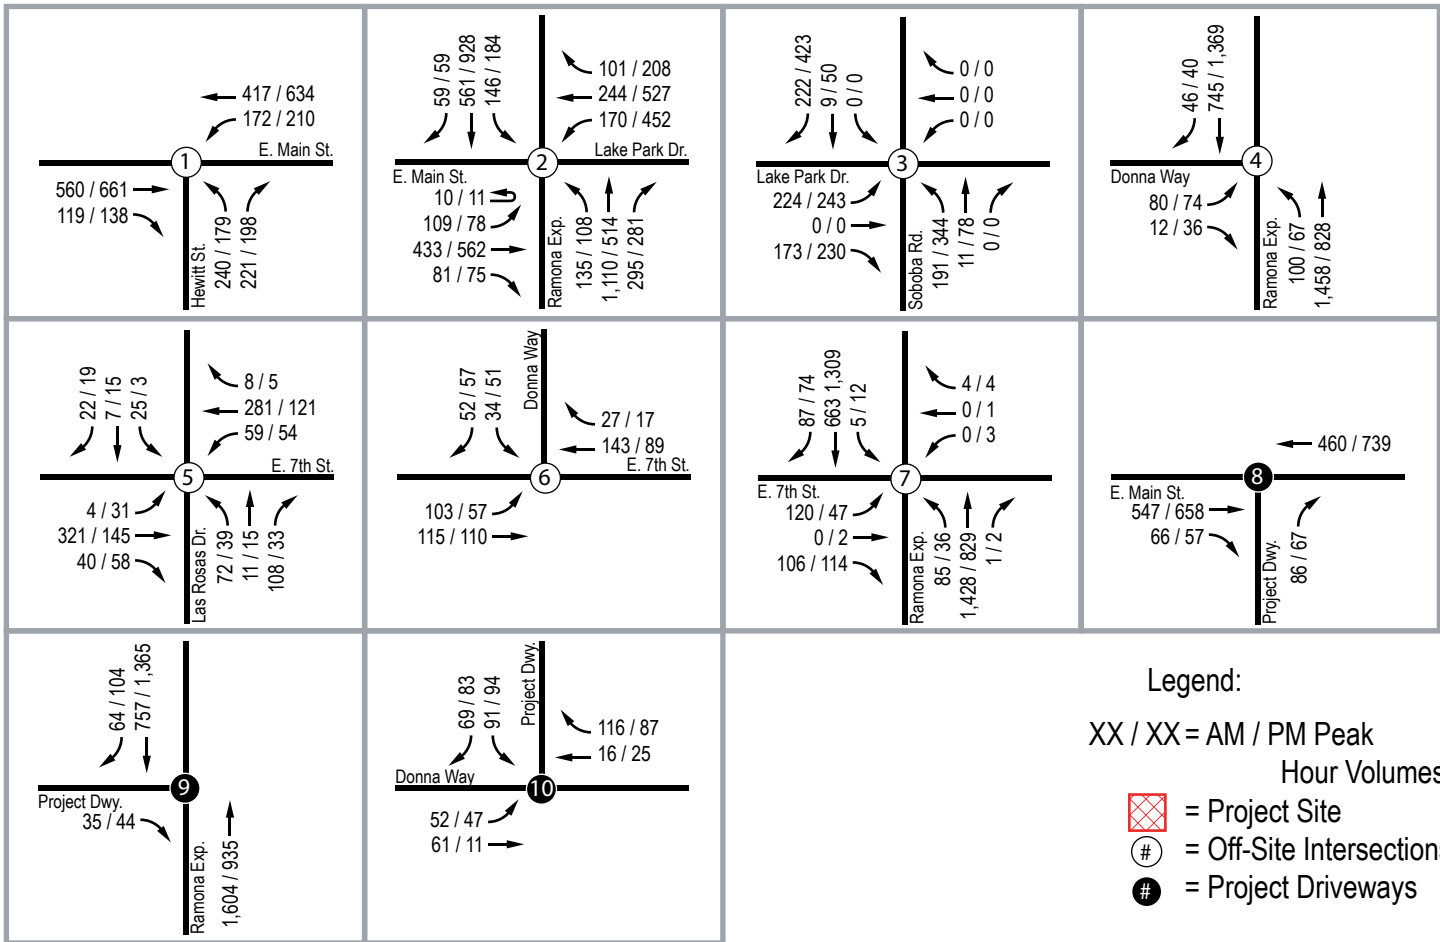 417 / 634
172 / 210
E. Main St.
1
560 / 661
119 / 138
Hewitt St.
240 / 179
221 / 198
59 / 59
561 / 928
146 / 184
101 / 208
244 / 527
170 / 452
Lake Park Dr.
2
E. Main St.
10 / 11
109 / 78
433 / 562
81 / 75
Ramona Exp.
135 / 108
1,110 / 514
295 / 281
222 / 423
9 / 50
0 / 0
0 / 0
0 / 0
0 / 0
3
Lake Park Dr.
224 / 243
0 / 0
173 / 230
Soboba Rd.
191 / 344
11 / 78
0 / 0
46 / 40
745 / 1,369
4
Donna Way
80 / 74
12 / 36
Ramona Exp.
100 / 67
1,458 / 828
22 / 19
7 / 15
25 / 3
8 / 5
281 / 121
59 / 54
E. 7th St.
5
4 / 31
321 / 145
40 / 58
Las Rosas Dr.
72 / 39
11 / 15
108 / 33
52 / 57
34 / 51
Donna Way
27 / 17
143 / 89
E. 7th St.
6
103 / 57
115 / 110
87 / 74
663 1,309
5 / 12
4 / 4
0 / 1
0 / 3
7
E. 7th St.
120 / 47
0 / 2
106 / 114
Ramona Exp.
85 / 36
1,428 / 829
1 / 2
460 / 739
8
E. Main St.
547 / 658
66 / 57
Project Dwy.
86 / 67
64 / 104
757 / 1,365
9
Project Dwy.
35 / 44
Ramona Exp.
1,604 / 935
69 / 83
91 / 94
Project Dwy.
116 / 87
16 / 25
Donna Way
10
52 / 47
61 / 11
Legend:
XX / XX = AM / PM Peak
Hour Volumes
= Project Site
# = Off-Site Intersections
# = Project Driveways